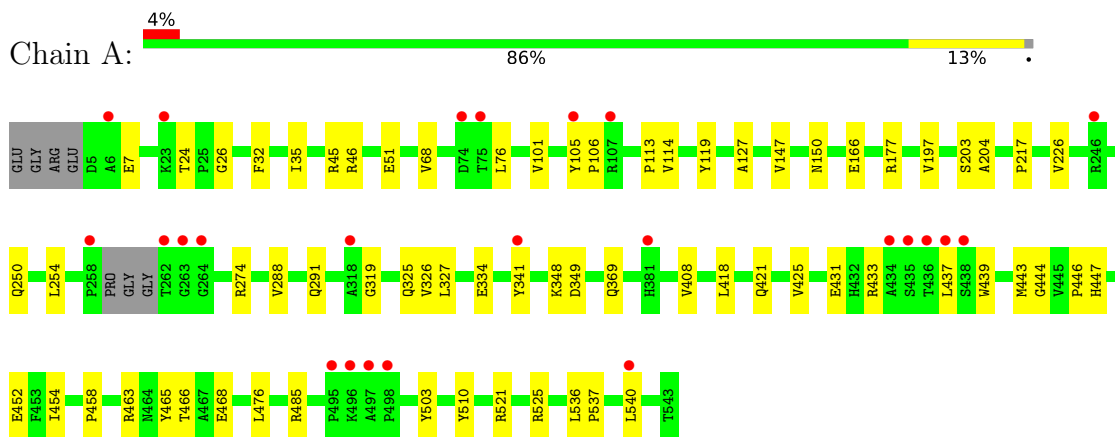 4%
Chain A:
86% 13% •
GLU GLY ARG GLU D5 A6 E7 K23 T24 P25 G26 F32 I35 R45 R46 E51 V68 D74 T75 L76 V101 Y105 P106 R107 P113 V114 Y119 A127 V147 N150 E166 R177 V197 S203 A204 P217 V226 R246
Q250 L254 P258 PRO GLY GLY T262 G263 G264 R274 V288 Q291 A318 G319 Q325 V326 L327 E334 Y341 K348 D349 Q369 H381 V408 L418 Q421 V425 E431 H432 R433 A434 S435 T436 L437 S438 W439 M443 G444 V445 P446 H447
E452 F453 I454 P458 R463 N464 Y465 T466 A467 E468 L476 R485 P495 K496 A497 P498 Y503 Y510 R521 R525 L536 P537 L540 T543